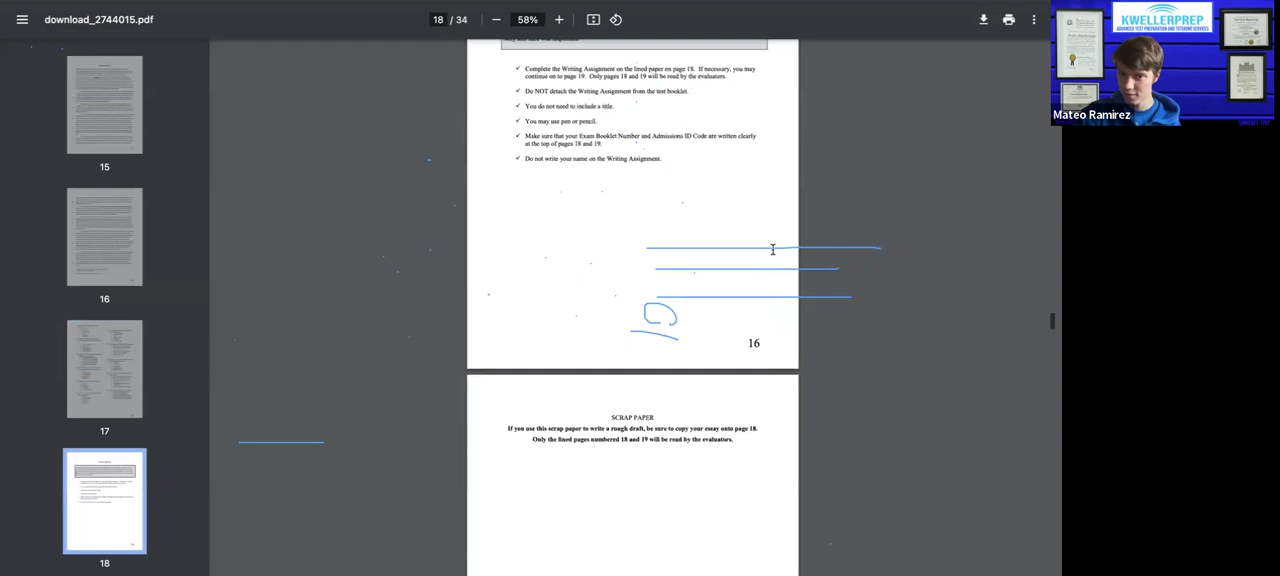 download_2744015.pdf
18 / 34
58%
15
16
17
18
✓ Complete the Writing Assignment on the lined paper on page 18. If necessary, you may
continue on to page 19. Only pages 18 and 19 will be read by the evaluators.
✓ Do NOT detach the Writing Assignment from the test booklet.
✓ You do not need to include a title.
✓ You may use pen or pencil.
✓ Make sure that your Exam Booklet Number and Admissions ID Code are written clearly
at the top of pages 18 and 19.
✓ Do not write your name on the Writing Assignment.
16
SCRAP PAPER
If you use this scrap paper to write a rough draft, be sure to copy your essay onto page 18.
Only the lined pages numbered 18 and 19 will be read by the evaluators.
KWELLERPREP
ADVANCED TEST PREPARATION AND TUTORING SERVICES
Mateo Ramirez